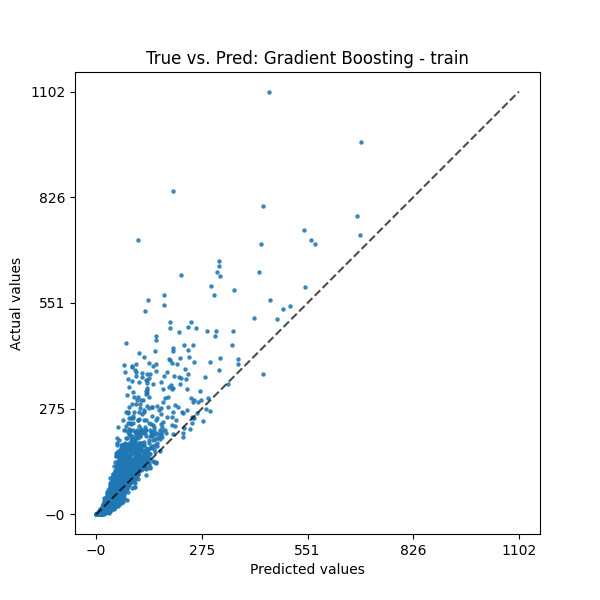 True vs. Pred: Gradient Boosting - train
1102
826
551
275
−0
Actual values
−0 275 551 826 1102
Predicted values